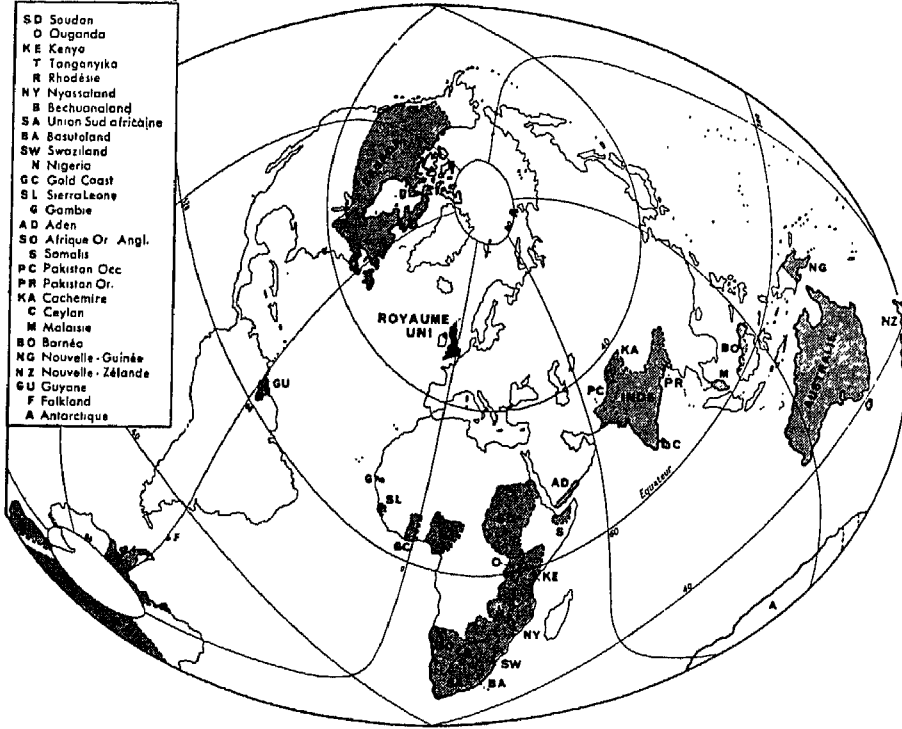 SD Soudan
O Ouganda
KE Kenya
T Tanganyika
R Rhodésie
NY Nyassaland
B Bechuanaland
SA Union Sud africaine
BA Basutoland
SW Swaziland
N Nigeria
GC Gold Coast
SL Sierra Leone
G Gambie
AD Aden
SO Afrique Or Angl.
S Somalis
PC Pakistan Occ
PR Pakistan Or.
KA Cachemire
C Ceylan
M Malaisie
BO Bornéo
NG Nouvelle-Guinée
NZ Nouvelle-Zélande
GU Guyane
F Falkland
A Antarctique
NG
ROYAUME
UNI
NZ
BO
KA
40
M
PR
PC
INDE
AUSTRALIE
GU
C
Equateur
G
AD
SL
S
GC
O
KE
60
40
F
0
A
NY
SW
BA